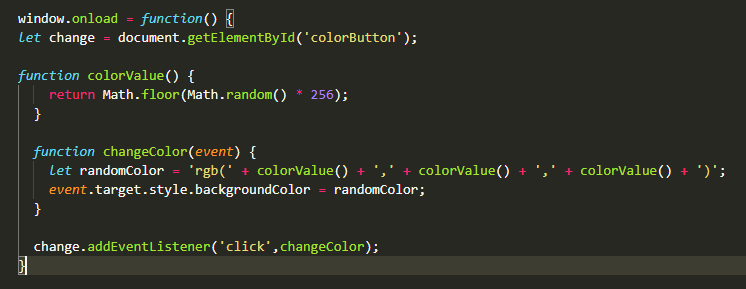 window.onload = function() {
let change = document.getElementById('colorButton');
function colorValue() {
return Math.floor(Math.random() * 256);
}
function changeColor(event) {
let randomColor = 'rgb(' + colorValue() + ',' + colorValue() + ',' + colorValue() + ')';
event.target.style.backgroundColor = randomColor;
}
change.addEventListener('click',changeColor);
}